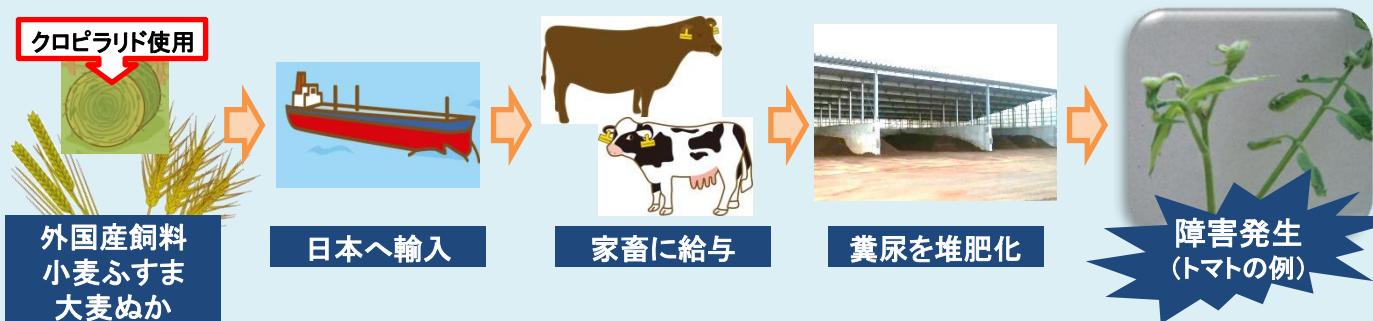 クロピラリド使用
外国産飼料
小麦ふすま
大麦ぬか
日本へ輸入
家畜に給与
糞尿を堆肥化
障害発生
(トマトの例)